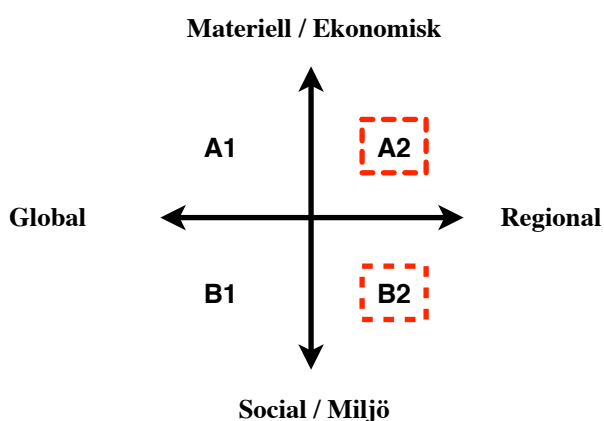 Materiell / Ekonomisk
A1 A2
Global Regional
B1 B2
Social / Miljö